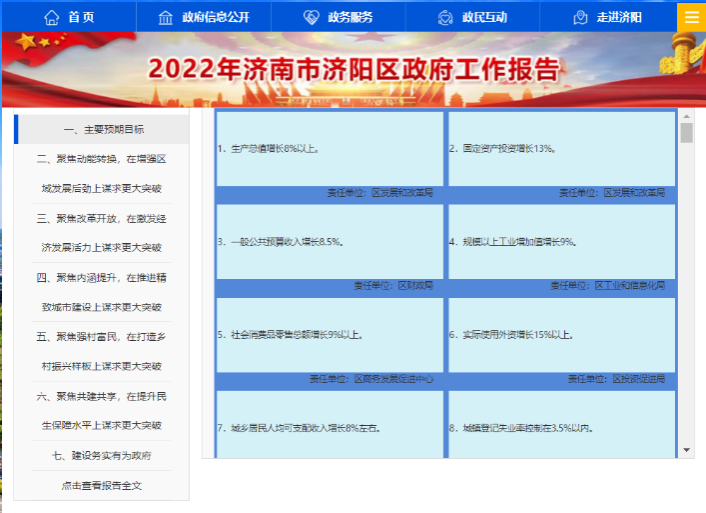 首 页
政府信息公开
政务服务
政民互动
走进济阳
2022年济南市济阳区政府工作报告
一、主要预期目标
二、聚焦动能转换，在增强区
域发展后劲上谋求更大突破
三、聚焦改革开放，在激发经
济发展活力上谋求更大突破
四、聚焦内涵提升，在推进精
致城市建设上谋求更大突破
五、聚焦强村富民，在打造乡
村振兴样板上谋求更大突破
六、聚焦共建共享，在提升民
生保障水平上谋求更大突破
七、建设务实有为政府
点击查看报告全文
1、生产总值增长8%以上。
责任单位：区发展和改革局
2、固定资产投资增长13%。
责任单位：区发展和改革局
3、一般公共预算收入增长8.5%。
责任单位：区财政局
4、规模以上工业增加值增长9%。
责任单位：区工业和信息化局
5、社会消费品零售总额增长9%以上。
责任单位：区商务发展促进中心
6、实际使用外资增长15%以上。
责任单位：区投资促进局
7、城乡居民人均可支配收入增长8%左右。
8、城镇登记失业率控制在3.5%以内。